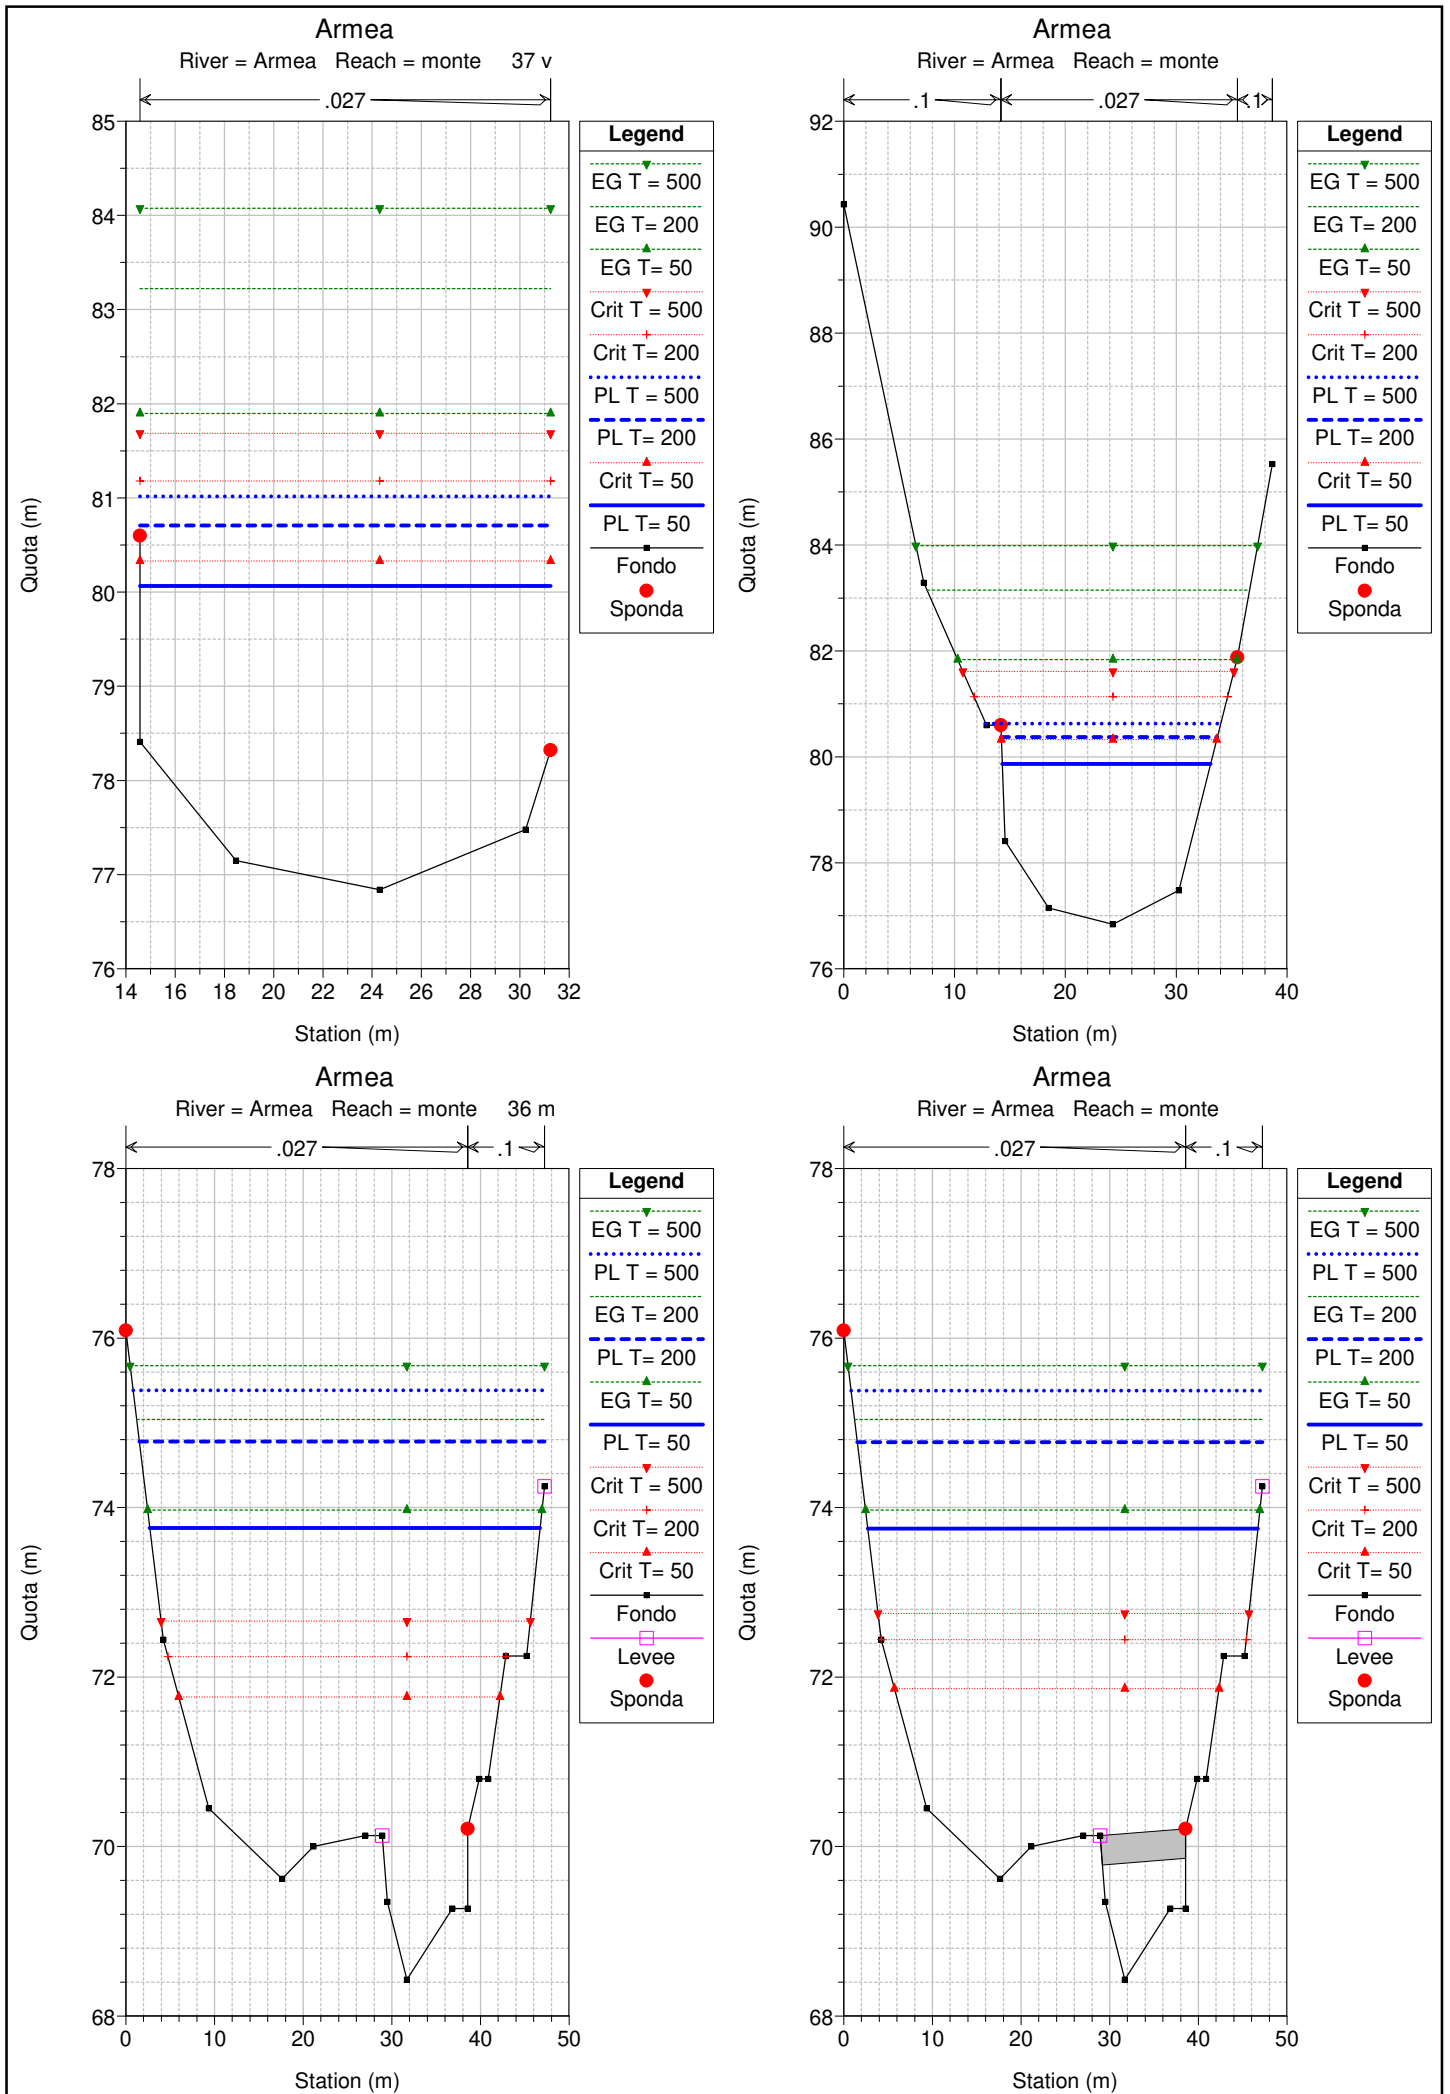 Armea
River = Armea Reach = monte 37 v
.027
85
84
83
82
81
80
79
78
77
76
14 16 18 20 22 24 26 28 30 32
Quota (m)
Station (m)
Legend
EG T = 500
EG T= 200
EG T= 50
Crit T = 500
Crit T= 200
PL T = 500
PL T= 200
Crit T= 50
PL T= 50
Fondo
Sponda
Armea
River = Armea Reach = monte
.1 .027 .1
92
90
88
86
84
82
80
78
76
0 10 20 30 40
Quota (m)
Station (m)
Legend
EG T = 500
EG T= 200
EG T= 50
Crit T = 500
Crit T= 200
PL T = 500
PL T= 200
Crit T= 50
PL T= 50
Fondo
Sponda
Armea
River = Armea Reach = monte 36 m
.027 .1
78
76
74
72
70
68
0 10 20 30 40 50
Quota (m)
Station (m)
Legend
EG T = 500
PL T = 500
EG T= 200
PL T= 200
EG T= 50
PL T= 50
Crit T = 500
Crit T= 200
Crit T= 50
Fondo
Levee
Sponda
Armea
River = Armea Reach = monte
.027 .1
78
76
74
72
70
68
0 10 20 30 40 50
Quota (m)
Station (m)
Legend
EG T = 500
PL T = 500
EG T= 200
PL T= 200
EG T= 50
PL T= 50
Crit T = 500
Crit T= 200
Crit T= 50
Fondo
Levee
Sponda